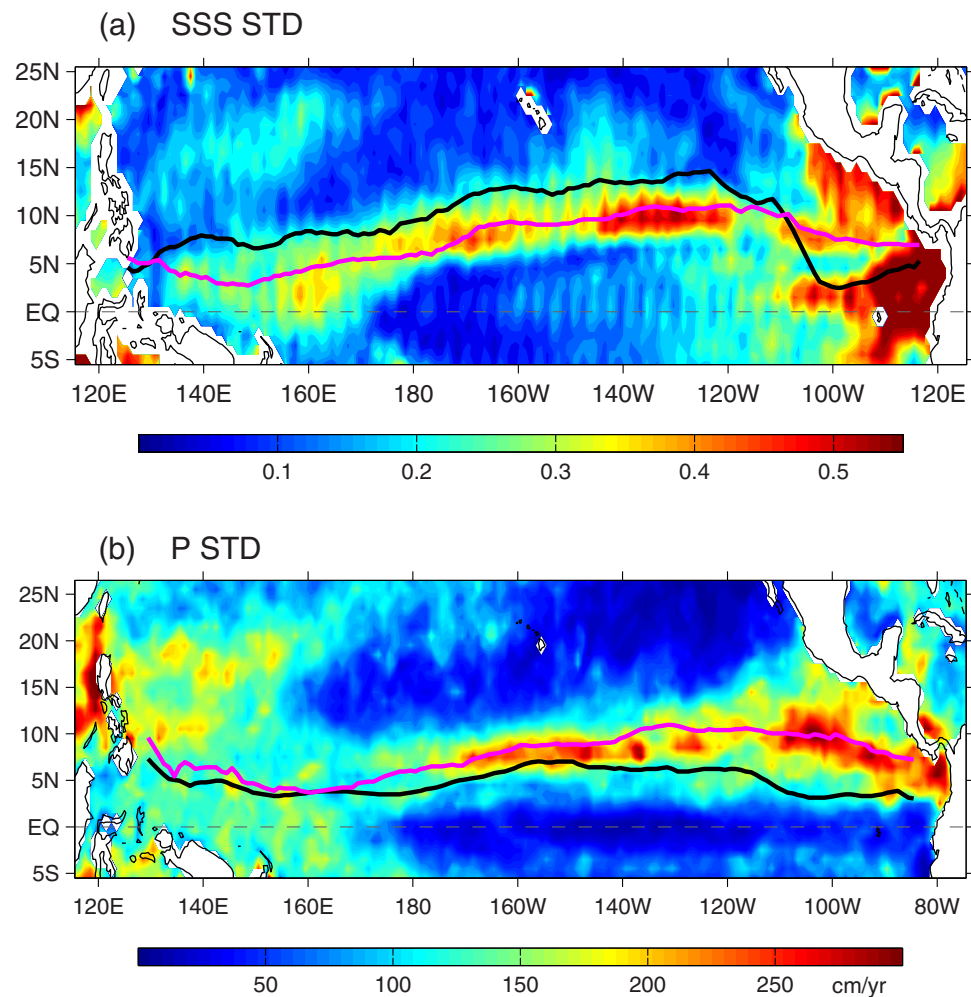 (a) SSS STD
25N
20N
15N
10N
5N
EQ
5S
120E 140E 160E 180 160W 140W 120W 100W 120E
0.1 0.2 0.3 0.4 0.5
(b) P STD
25N
20N
15N
10N
5N
EQ
5S
120E 140E 160E 180 160W 140W 120W 100W 80W
50 100 150 200 250 cm/yr